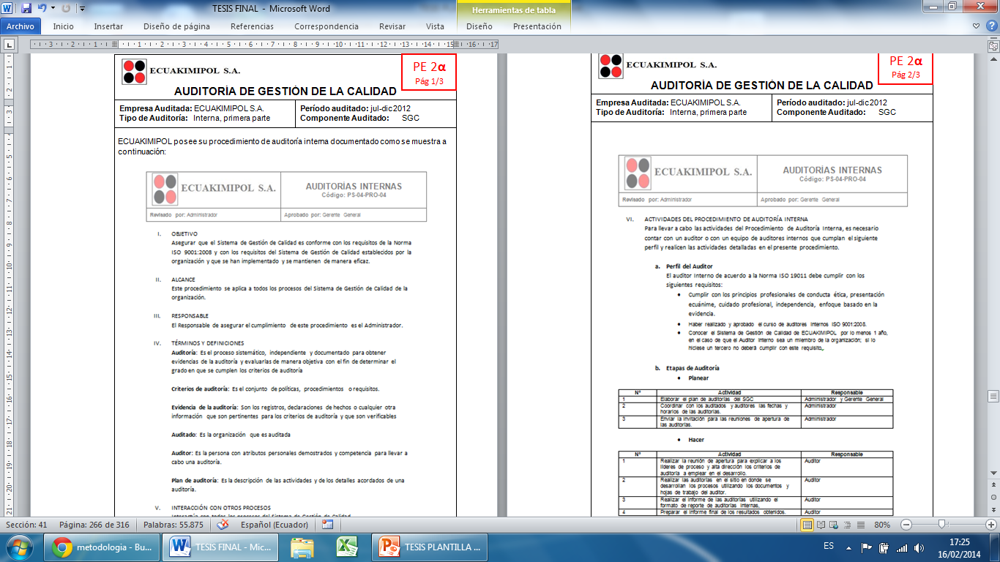 TESIS FINAL - Microsoft Word
Herramientas de tabla
Archivo Inicio Insertar Diseño de página Referencias Correspondencia Revisar Vista Diseño Presentación
ECUAKIMIPOL S.A.
PE 2α
Pág 1/3
AUDITORÍA DE GESTIÓN DE LA CALIDAD
Empresa Auditada: ECUAKIMIPOL S.A.
Tipo de Auditoría: Interna, primera parte
Período auditado: jul-dic2012
Componente Auditado: SGC
ECUAKIMIPOL posee su procedimiento de auditoría interna documentado como se muestra a
continuación:
ECUAKIMIPOL S.A.
AUDITORÍAS INTERNAS
Código: PS-04-PRO-04
Revisado por: Administrador
Aprobado por: Gerente General
I. OBJETIVO
Asegurar que el Sistema de Gestión de Calidad es conforme con los requisitos de la Norma
ISO 9001:2008 y con los requisitos del Sistema de Gestión de Calidad establecidos por la
organización y que se han implementado y se mantienen de manera eficaz.
II. ALCANCE
Este procedimiento se aplica a todos los procesos del Sistema de Gestión de Calidad de la
organización.
III. RESPONSABLE
El Responsable de asegurar el cumplimiento de este procedimiento es el Administrador.
IV. TÉRMINOS Y DEFINICIONES
Auditoría: Es el proceso sistemático, independiente y documentado para obtener
evidencias de la auditoría y evaluarlas de manera objetiva con el fin de determinar el
grado en que se cumplen los criterios de auditoría
Criterios de auditoría: Es el conjunto de políticas, procedimientos o requisitos.
Evidencia de la auditoría: Son los registros, declaraciones de hechos o cualquier otra
información que son pertinentes para los criterios de auditoría y que son verificables
Auditado: Es la organización que es auditada
Auditor: Es la persona con atributos personales demostrados y competencia para llevar a
cabo una auditoría.
Plan de auditoría: Es la descripción de las actividades y de los detalles acordados de una
auditoría.
V. INTERACCIÓN CON OTROS PROCESOS
Interactúa con todos los procesos del Sistema de Gestión de Calidad
ECUAKIMIPOL S.A.
PE 2α
Pág 2/3
AUDITORÍA DE GESTIÓN DE LA CALIDAD
Empresa Auditada: ECUAKIMIPOL S.A.
Tipo de Auditoría: Interna, primera parte
Período auditado: jul-dic2012
Componente Auditado: SGC
ECUAKIMIPOL S.A.
AUDITORÍAS INTERNAS
Código: PS-04-PRO-04
Revisado por: Administrador
Aprobado por: Gerente General
VI. ACTIVIDADES DEL PROCEDIMIENTO DE AUDITORÍA INTERNA
Para llevar a cabo las actividades del Procedimiento de Auditoría Interna, es necesario
contar con un auditor o con un equipo de auditores internos que cumplan el siguiente
perfil y realicen las actividades detalladas en el presente procedimiento.
a. Perfil del Auditor
El auditor Interno de acuerdo a la Norma ISO 19011 debe cumplir con los
siguientes requisitos:
• Cumplir con los principios profesionales de conducta ética, presentación
ecuánime, cuidado profesional, independencia, enfoque basado en la
evidencia.
• Haber realizado y aprobado el curso de auditores internos ISO 9001:2008.
• Conocer el Sistema de Gestión de Calidad de ECUAKIMIPOL por lo menos 1 año,
en el caso de que el Auditor Interno sea un miembro de la organización; si lo
hiciese un tercero no deberá cumplir con este requisito.
b. Etapas de Auditoría
• Planear
N° Actividad Responsable
1 Elaborar el plan de auditorías del SGC Administrador y Gerente General
2 Coordinar con los auditados y auditores las fechas y Administrador
horarios de las auditorías.
3 Enviar la invitación para las reuniones de apertura de Administrador
las auditorías.
• Hacer
N° Actividad Responsable
1 Realizar la reunión de apertura para explicar a los Auditor
líderes de proceso y alta dirección los criterios de
auditoría a emplear en el desarrollo.
2 Realizar las auditorías en el sitio en donde se Auditor
desarrollan los procesos utilizando los documentos y
hojas de trabajo del auditor.
3 Realizar el informe de las auditorías utilizando el Auditor
formato de reporte de auditorías internas.
4 Preparar el informe final de los resultados obtenidos. Auditor
Sección: 41 Página: 266 de 316 Palabras: 55.875 Español (Ecuador) 80%
metodologia - Bu... TESIS FINAL - Mic... TESIS PLANTILLA ... ES 17:25
16/02/2014